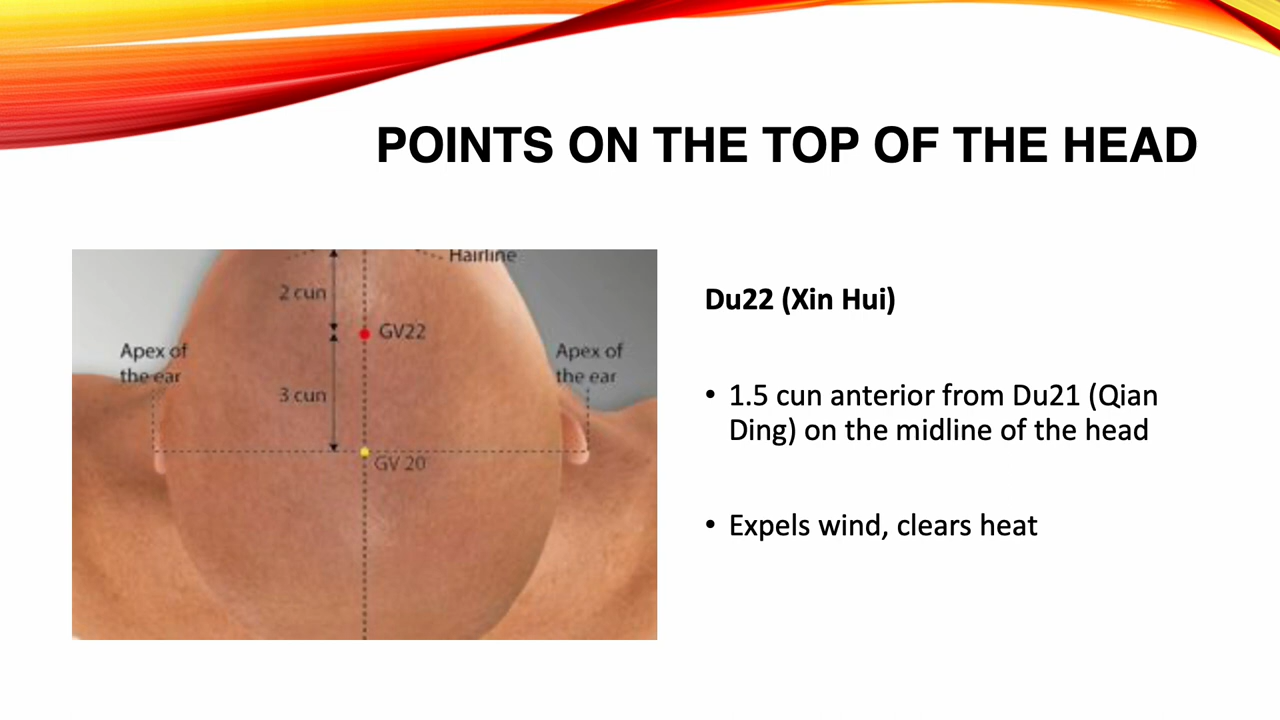 POINTS ON THE TOP OF THE HEAD
Hairline
2 cun
GV22
Apex of
the ear
Apex of
the ear
3 cun
GV 20
Du22 (Xin Hui)
• 1.5 cun anterior from Du21 (Qian
Ding) on the midline of the head
• Expels wind, clears heat